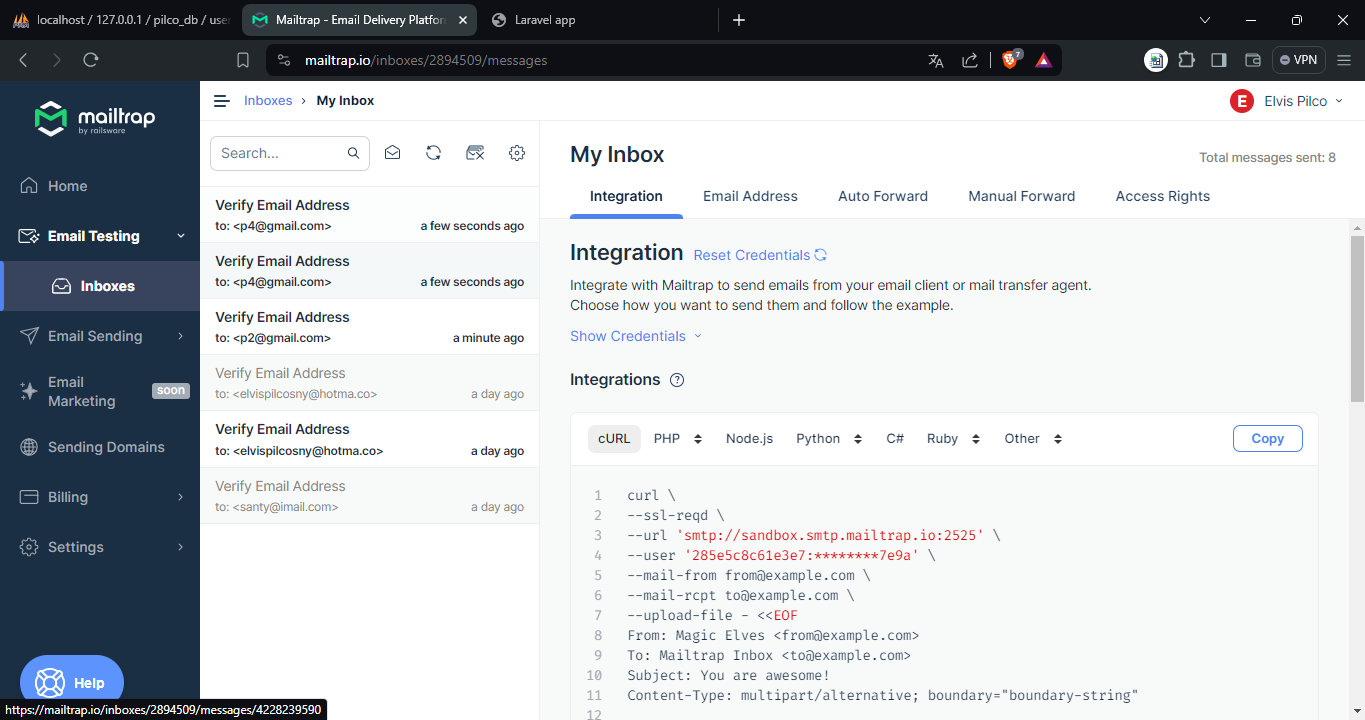 localhost / 127.0.0.1 / pilco_db / use
Mailtrap - Email Delivery Platfor
Laravel app
mailtrap.io/inboxes/2894509/messages
7
VPN
mailtrap
by railsware
Home
Email Testing
Inboxes
Email Sending
Email
Marketing
soon
Sending Domains
Billing
Settings
Help
https://mailtrap.io/inboxes/2894509/messages/4228239590
Inboxes › My Inbox
E Elvis Pilco
Search...
Verify Email Address
to: <p4@gmail.com> a few seconds ago
Verify Email Address
to: <p4@gmail.com> a few seconds ago
Verify Email Address
to: <p2@gmail.com> a minute ago
Verify Email Address
to: <elvispilcosny@hotma.co> a day ago
Verify Email Address
to: <elvispilcosny@hotma.co> a day ago
Verify Email Address
to: <santy@imail.com> a day ago
My Inbox
Total messages sent: 8
Integration Email Address Auto Forward Manual Forward Access Rights
Integration Reset Credentials
Integrate with Mailtrap to send emails from your email client or mail transfer agent.
Choose how you want to send them and follow the example.
Show Credentials
Integrations ?
cURL PHP Node.js Python C# Ruby Other Copy
1 curl \
2 --ssl-reqd \
3 --url 'smtp://sandbox.smtp.mailtrap.io:2525' \
4 --user '285e5c8c61e3e7:********7e9a' \
5 --mail-from from@example.com \
6 --mail-rcpt to@example.com \
7 --upload-file - <<EOF
8 From: Magic Elves <from@example.com>
9 To: Mailtrap Inbox <to@example.com>
10 Subject: You are awesome!
11 Content-Type: multipart/alternative; boundary="boundary-string"
12